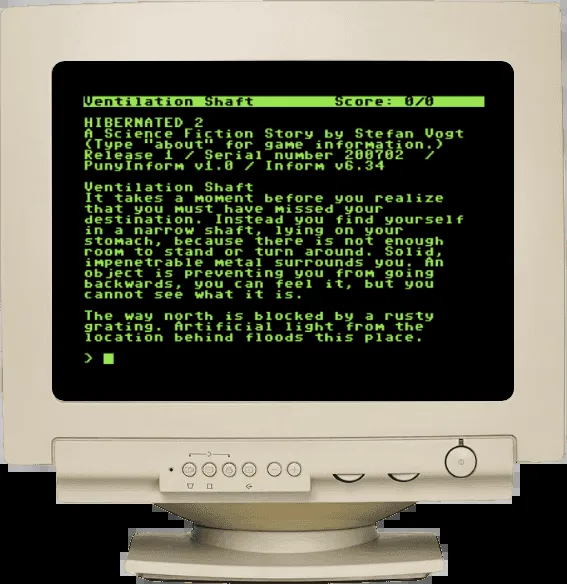 Ventilation Shaft Score: 0/0
HIBERNATED 2
A Science Fiction Story by Stefan Vogt
(Type "about" for game information.)
Release 1 / Serial number 200702 /
PunyInform v1.0 / Inform v6.34
Ventilation Shaft
It takes a moment before you realize
that you must have missed your
destination. Instead you find yourself
in a narrow shaft, lying on your
stomach, because there is not enough
room to stand or turn around. Solid,
impenetrable metal surrounds you. An
object is preventing you from going
backwards, you can feel it, but you
cannot see what it is.
The way north is blocked by a rusty
grating. Artificial light from the
location behind floods this place.
>